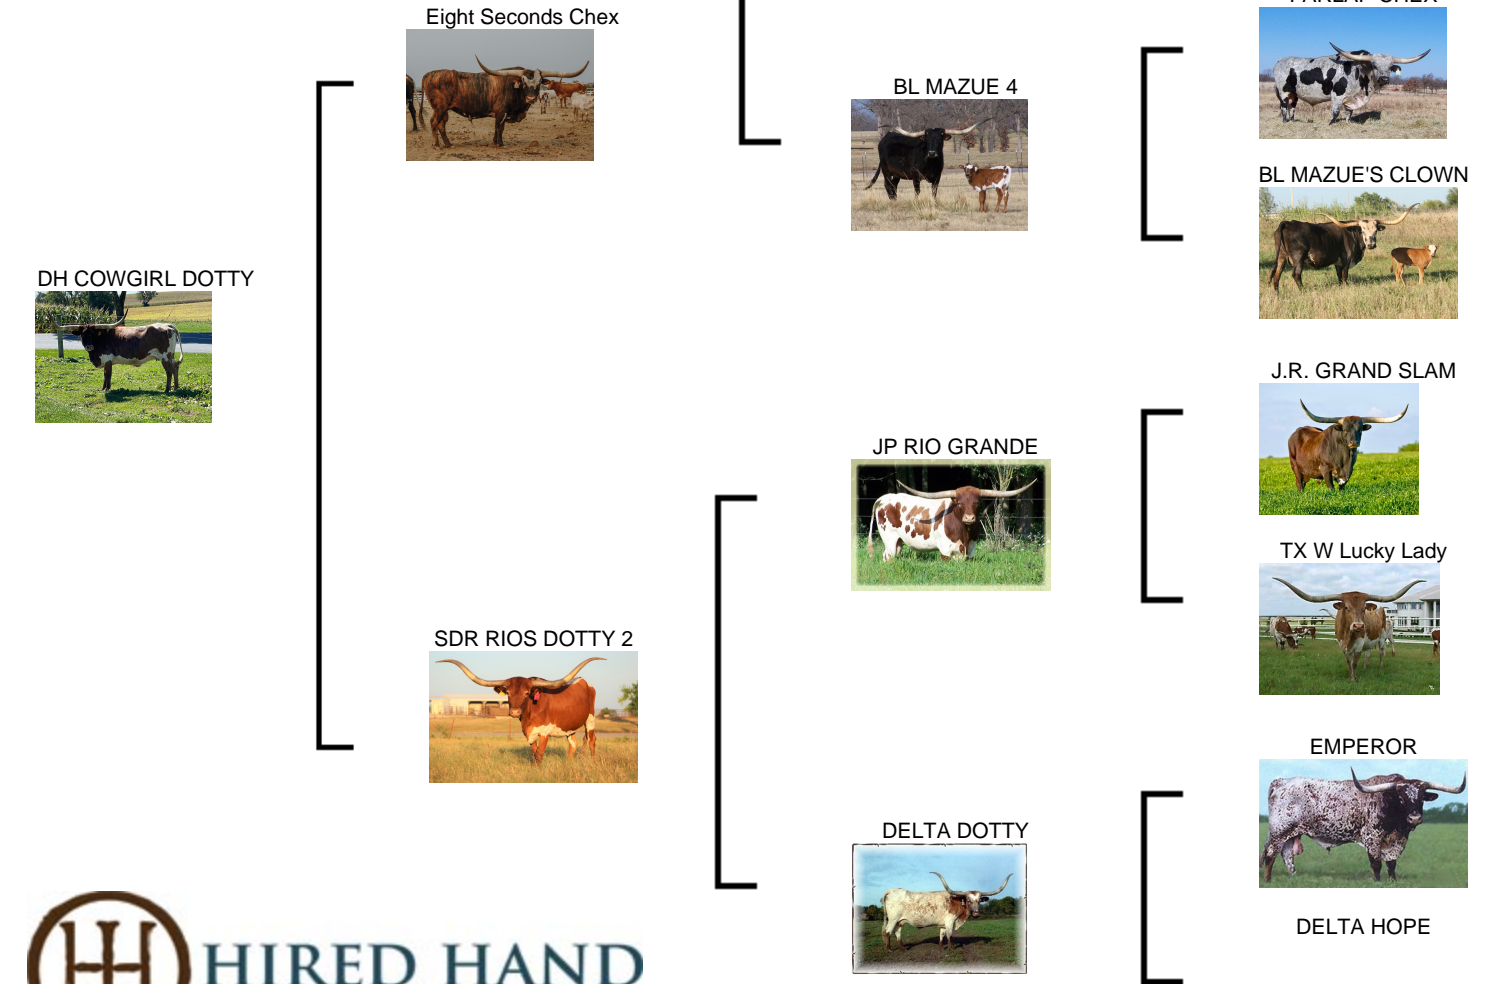 Eight Seconds Chex
BL MAZUE 4
BL MAZUE'S CLOWN
DH COWGIRL DOTTY
J.R. GRAND SLAM
JP RIO GRANDE
TX W Lucky Lady
SDR RIOS DOTTY 2
EMPEROR
DELTA DOTTY
DELTA HOPE
HIRED HAND